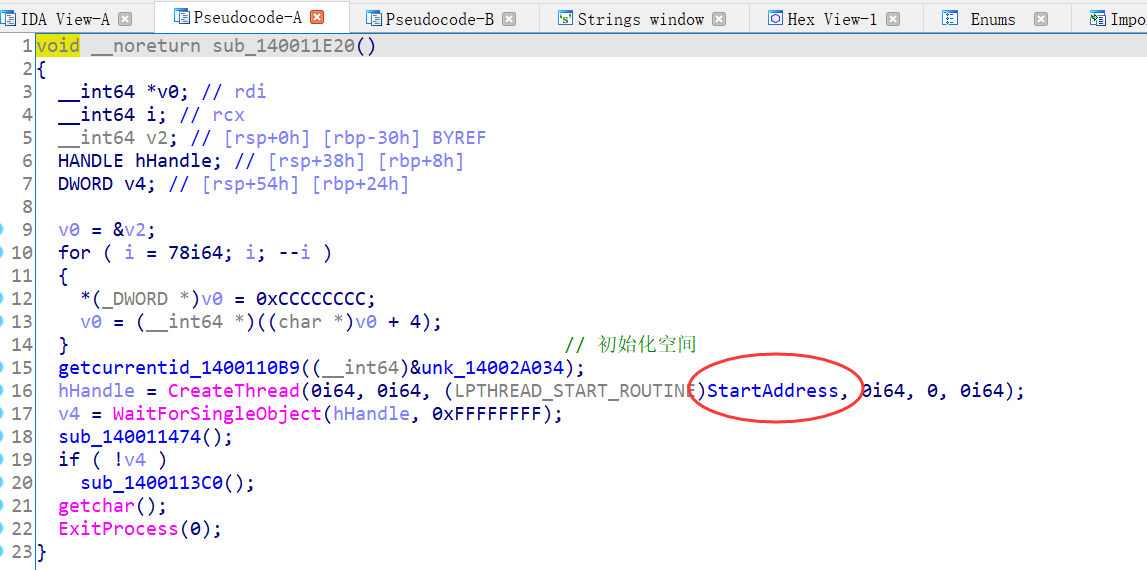 IDA View-A Pseudocode-A Pseudocode-B Strings window Hex View-1 Enums Impo
1 void __noreturn sub_140011E20()
2 {
3 __int64 *v0; // rdi
4 __int64 i; // rcx
5 __int64 v2; // [rsp+0h] [rbp-30h] BYREF
6 HANDLE hHandle; // [rsp+38h] [rbp+8h]
7 DWORD v4; // [rsp+54h] [rbp+24h]
8
9 v0 = &v2;
10 for ( i = 78i64; i; --i )
11 {
12 *(_DWORD *)v0 = 0xCCCCCCCC;
13 v0 = (__int64 *)((char *)v0 + 4);
14 } // 初始化空间
15 getcurrentid_1400110B9((__int64)&unk_14002A034);
16 hHandle = CreateThread(0i64, 0i64, (LPTHREAD_START_ROUTINE)StartAddress, 0i64, 0, 0i64);
17 v4 = WaitForSingleObject(hHandle, 0xFFFFFFFF);
18 sub_140011474();
19 if ( !v4 )
20 sub_1400113C0();
21 getchar();
22 ExitProcess(0);
23 }